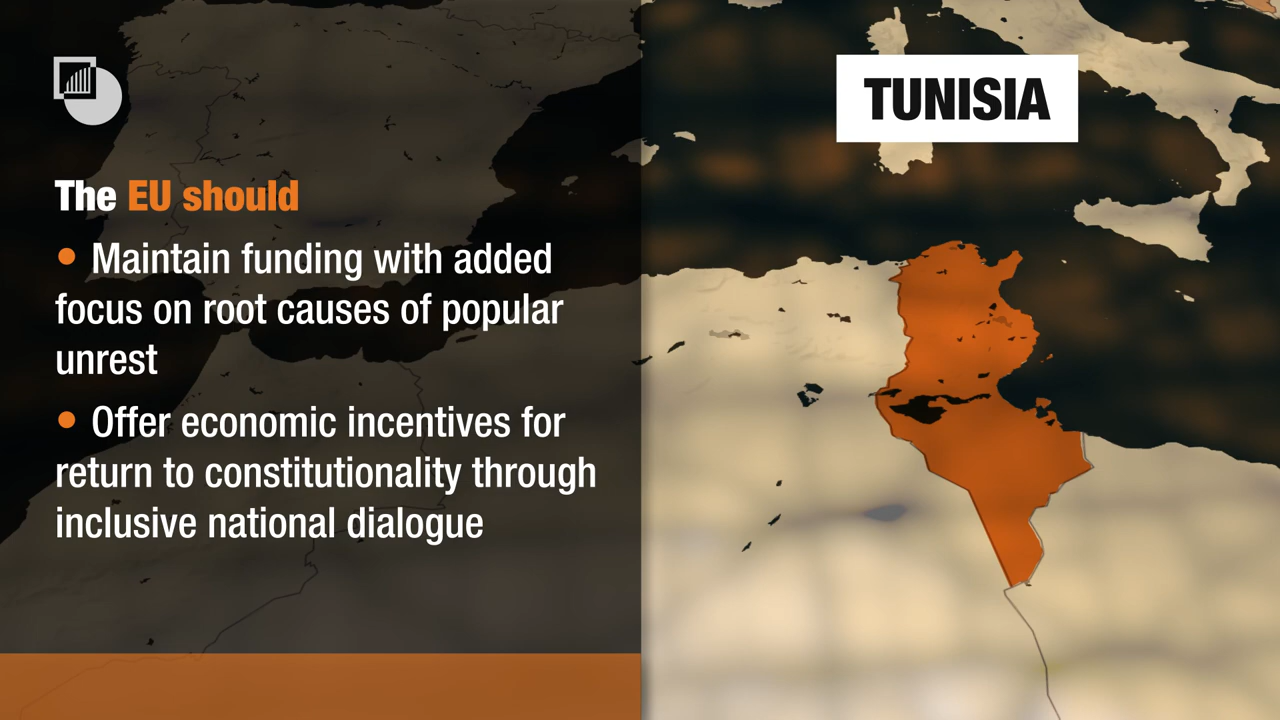 TUNISIA
The EU should
• Maintain funding with added
focus on root causes of popular
unrest
• Offer economic incentives for
return to constitutionality through
inclusive national dialogue